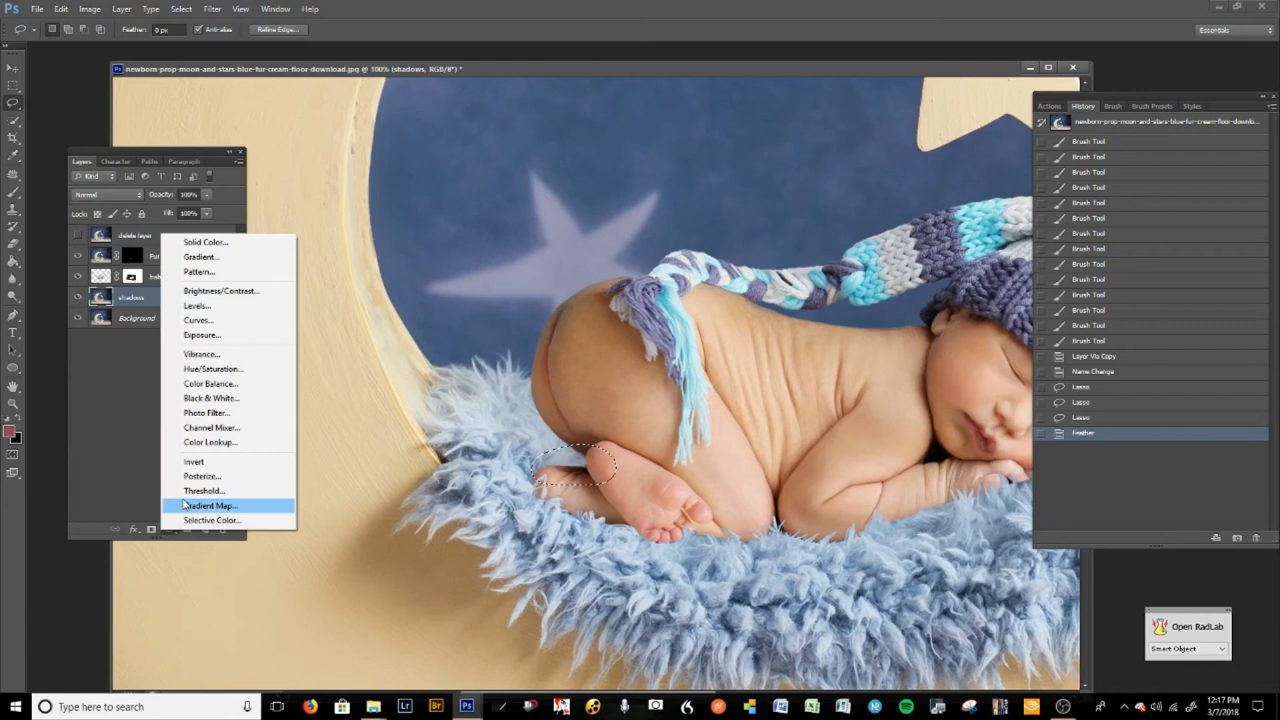 Ps File Edit Image Layer Type Select Filter 3D View Window Help
Feather: 0 px Anti-alias Refine Edge... Essentials
newborn-prop-moon-and-stars-blue-fur-cream-floor-download.jpg @ 100% (shadows, RGB/8*) *
Layers Character Paths Paragraph
Kind
Normal Opacity: 100%
Lock: Fill: 100%
delete layer
Fur
shadows
Background
Solid Color...
Gradient...
Pattern...
Brightness/Contrast...
Levels...
Curves...
Exposure...
Vibrance...
Hue/Saturation...
Color Balance...
Black & White...
Photo Filter...
Channel Mixer...
Color Lookup...
Invert
Posterize...
Threshold...
Gradient Map...
Selective Color...
Actions History Brush Brush Presets Styles
newborn-prop-moon-and-stars-blue-fur-cream-floor-downlo...
Brush Tool
Brush Tool
Brush Tool
Brush Tool
Brush Tool
Brush Tool
Brush Tool
Brush Tool
Brush Tool
Brush Tool
Brush Tool
Brush Tool
Brush Tool
Brush Tool
Layer Via Copy
Name Change
Lasso
Lasso
Lasso
Feather
Open RadLab
Smart Object
Type here to search
Lr Br Ps
12:17 PM
3/7/2018